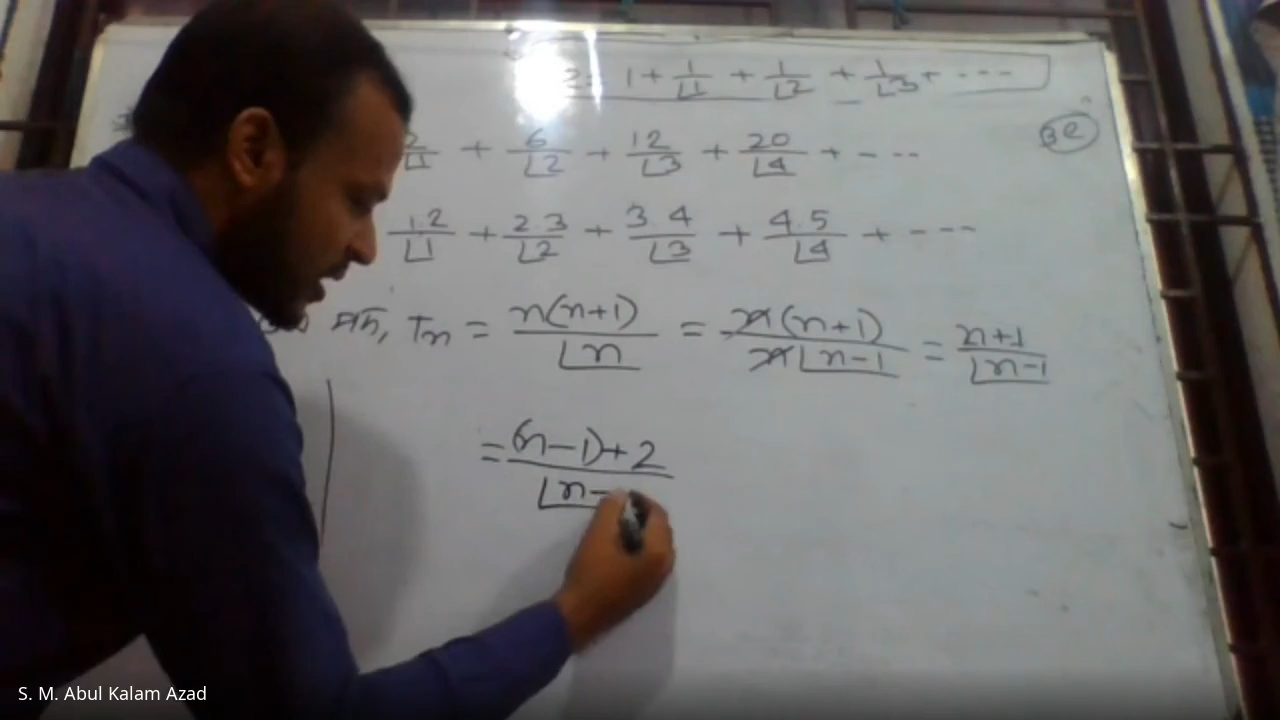 = 1 + 1/⌊1 + 1/⌊2 + 1/⌊3 + ---
2/⌊1 + 6/⌊2 + 12/⌊3 + 20/⌊4 + ---
3e
1.2/⌊1 + 2.3/⌊2 + 3.4/⌊3 + 4.5/⌊4 + ---
পদ, Tn = n(n+1)/⌊n = n(n+1)/n⌊n-1 = n+1/⌊n-1
= (n-1)+2/⌊n-
S. M. Abul Kalam Azad